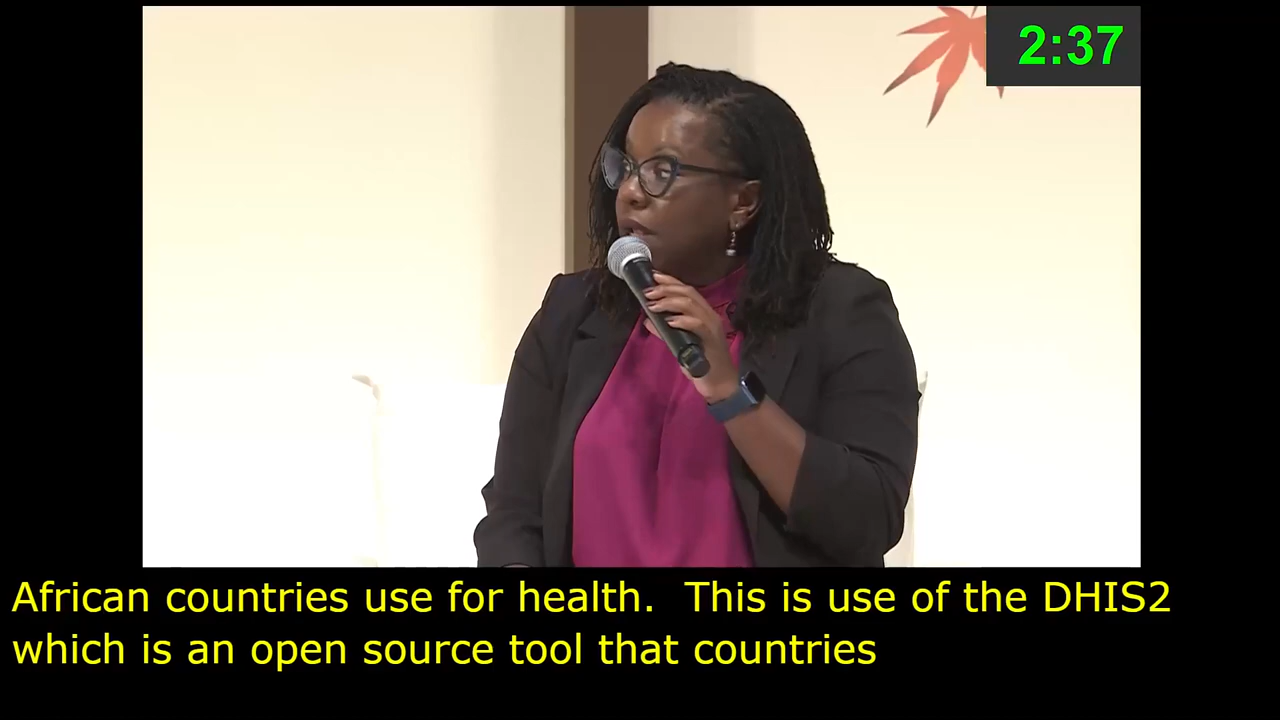 2:37
African countries use for health.  This is use of the DHIS2
which is an open source tool that countries